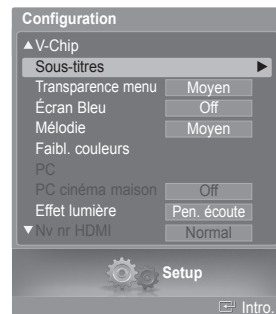 Configuration
▲ V-Chip
Sous-titres ►
Transparence menu Moyen
Écran Bleu Off
Mélodie Moyen
Faibl. couleurs
PC
PC cinéma maison Off
Effet lumière Pen. écoute
▼ Nv nr HDMI Normal
Setup
Intro.